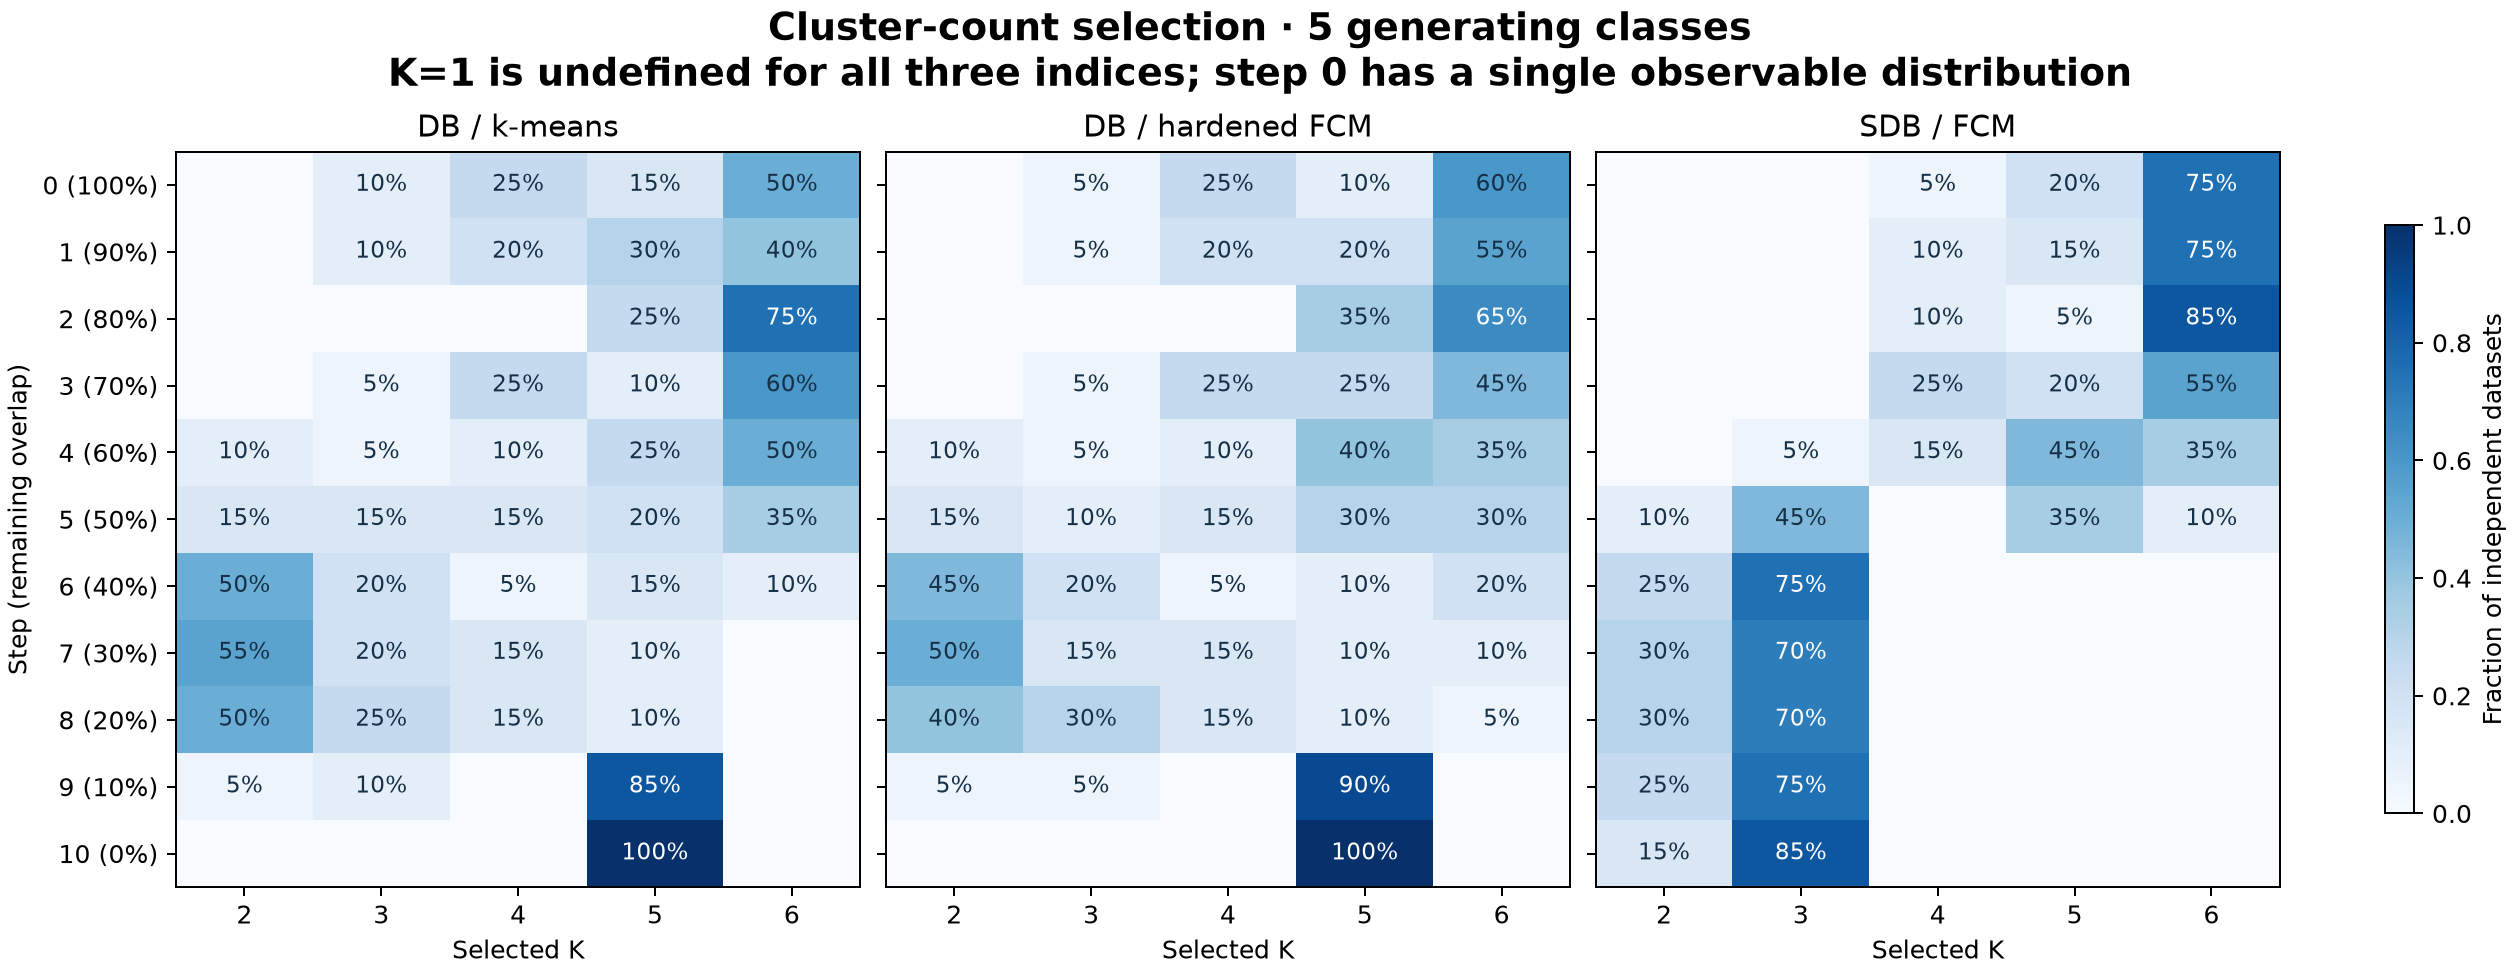 Cluster-count selection · 5 generating classes
K=1 is undefined for all three indices; step 0 has a single observable distribution
DB / k-means
DB / hardened FCM
SDB / FCM
Step (remaining overlap)
0 (100%) 10% 25% 15% 50% 5% 25% 10% 60% 5% 20% 75%
1 (90%) 10% 20% 30% 40% 5% 20% 20% 55% 10% 15% 75%
2 (80%) 25% 75% 35% 65% 10% 5% 85%
3 (70%) 5% 25% 10% 60% 5% 25% 25% 45% 25% 20% 55%
4 (60%) 10% 5% 10% 25% 50% 10% 5% 10% 40% 35% 5% 15% 45% 35%
5 (50%) 15% 15% 15% 20% 35% 15% 10% 15% 30% 30% 10% 45% 35% 10%
6 (40%) 50% 20% 5% 15% 10% 45% 20% 5% 10% 20% 25% 75%
7 (30%) 55% 20% 15% 10% 50% 15% 15% 10% 10% 30% 70%
8 (20%) 50% 25% 15% 10% 40% 30% 15% 10% 5% 30% 70%
9 (10%) 5% 10% 85% 5% 5% 90% 25% 75%
10 (0%) 100% 100% 15% 85%
2 3 4 5 6 2 3 4 5 6 2 3 4 5 6
Selected K
Selected K
Selected K
1.0
0.8
0.6
0.4
0.2
0.0
Fraction of independent datasets